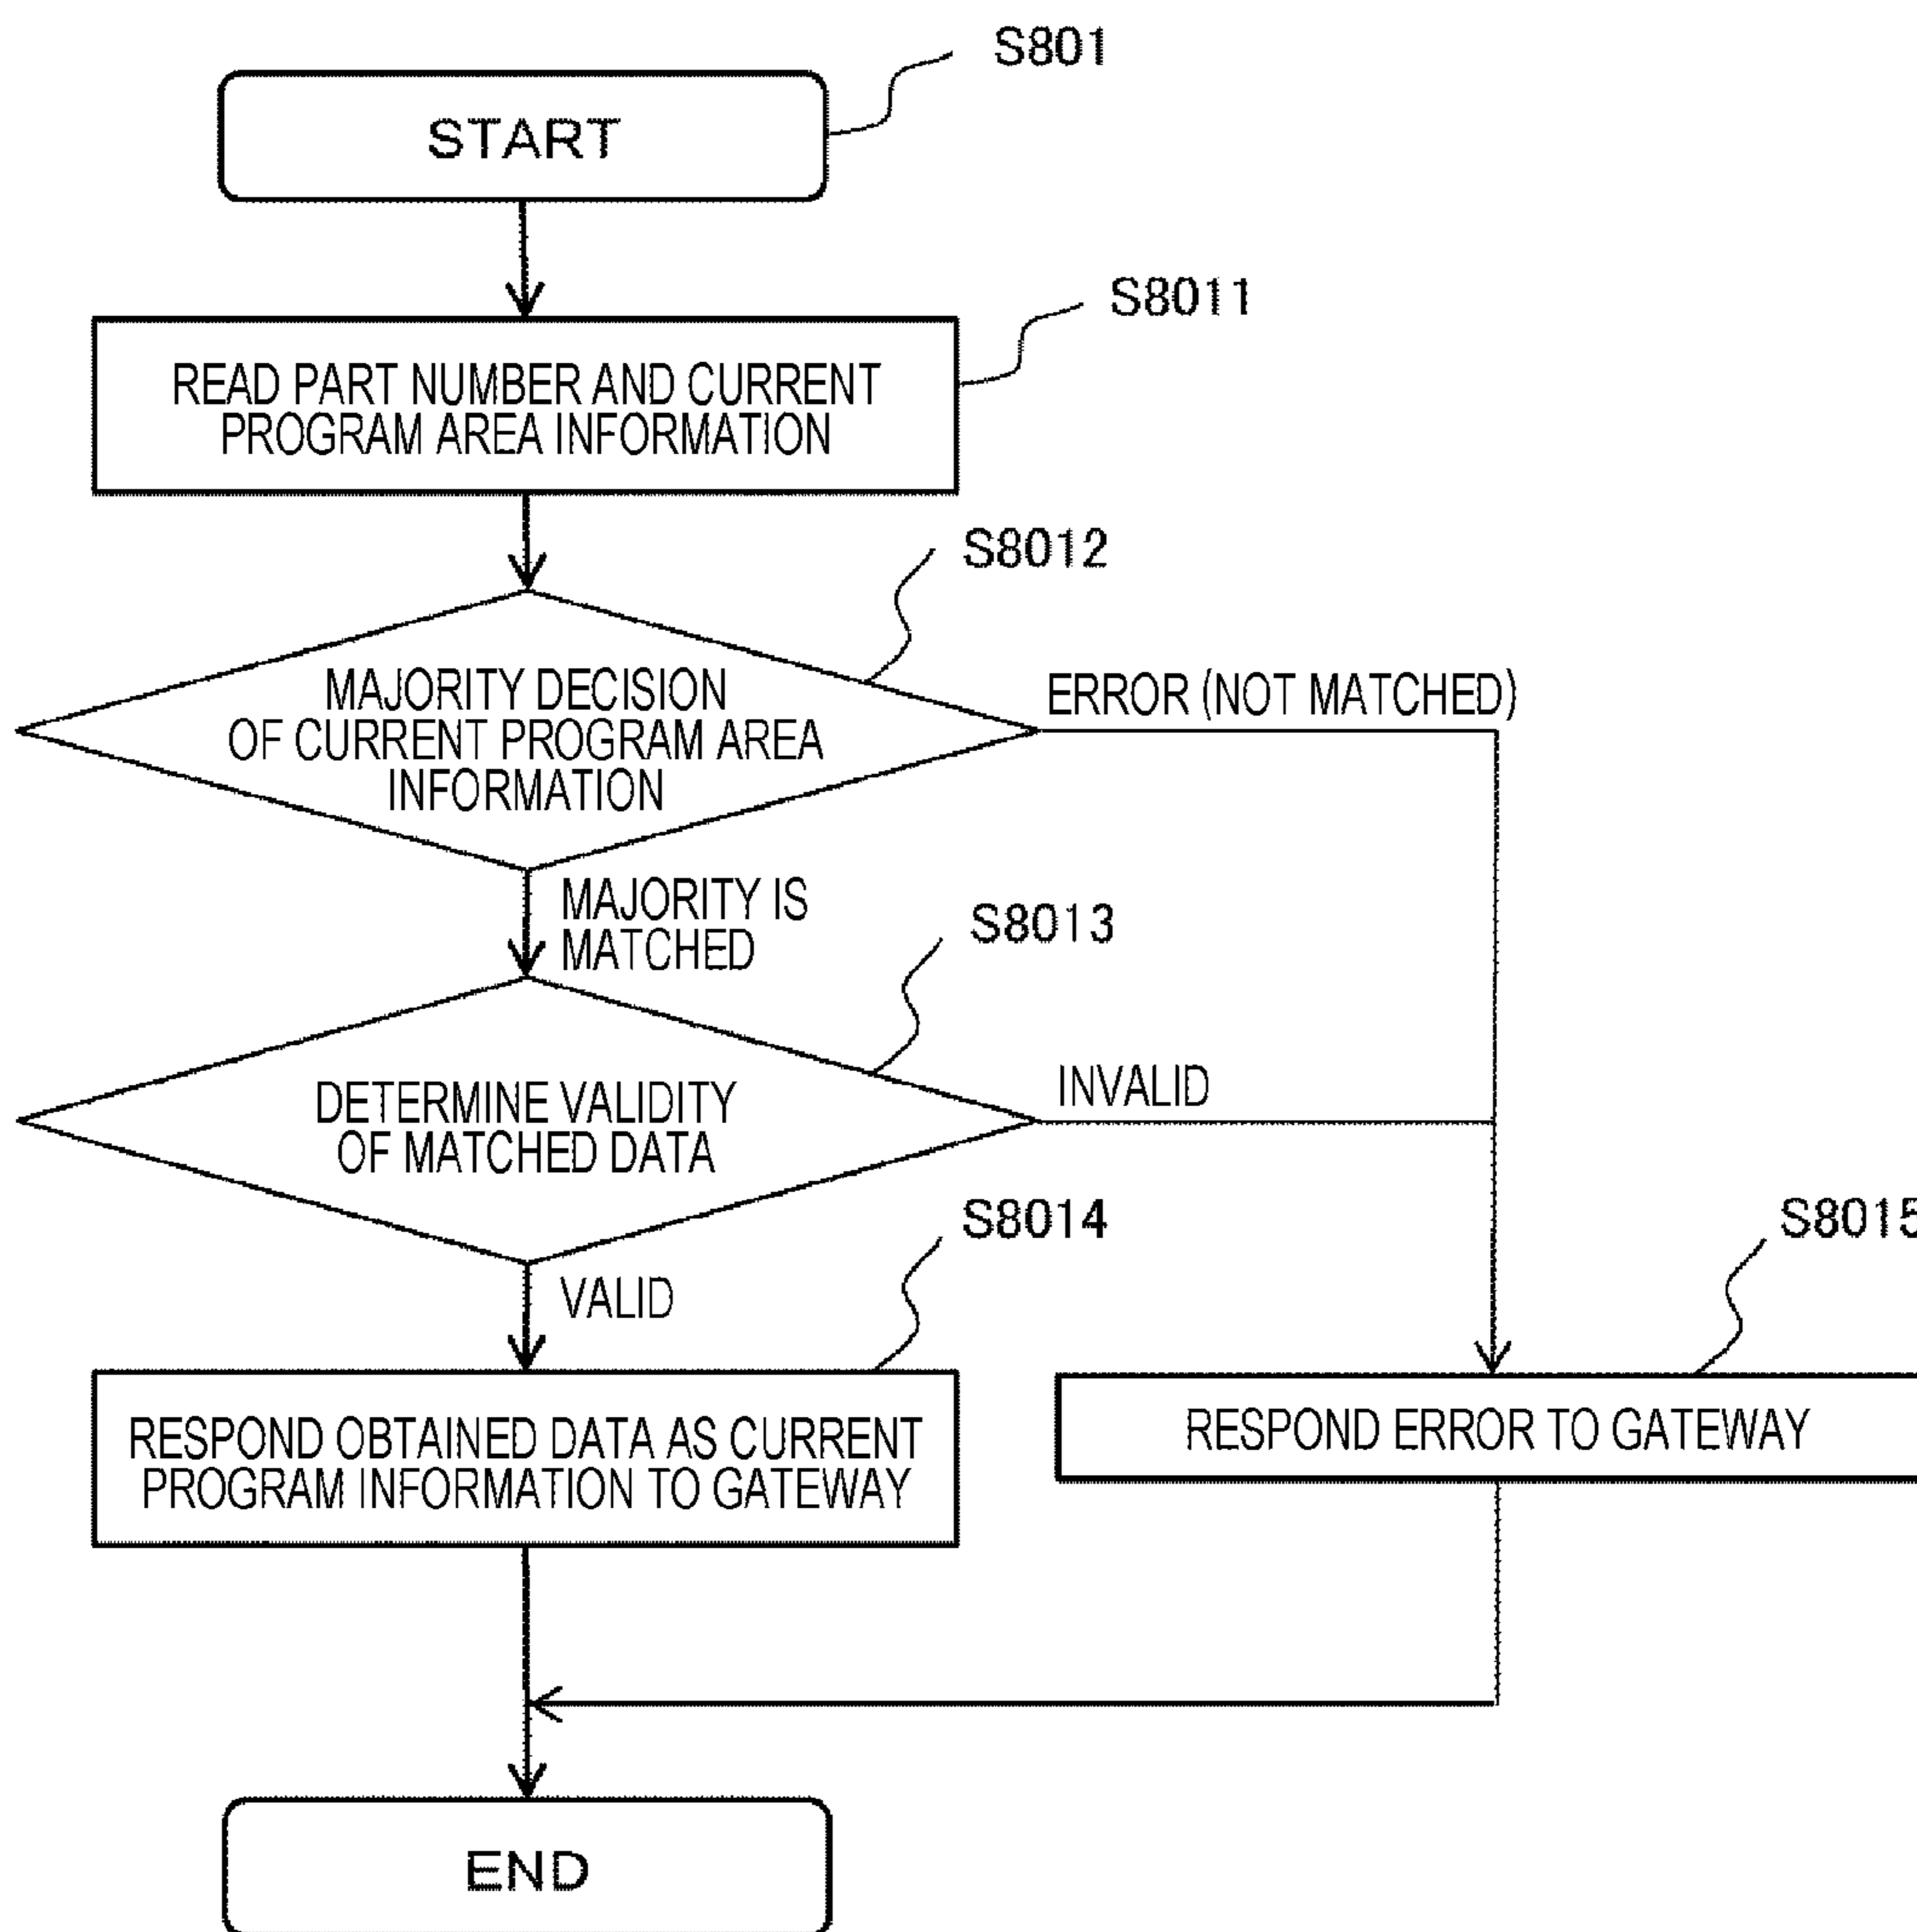 S801
START
S8011
READ PART NUMBER AND CURRENT
PROGRAM AREA INFORMATION
S8012
MAJORITY DECISION
OF CURRENT PROGRAM AREA
INFORMATION
ERROR (NOT MATCHED)
MAJORITY IS
MATCHED
S8013
DETERMINE VALIDITY
OF MATCHED DATA
INVALID
S8014
S8015
VALID
RESPOND OBTAINED DATA AS CURRENT
PROGRAM INFORMATION TO GATEWAY
RESPOND ERROR TO GATEWAY
END